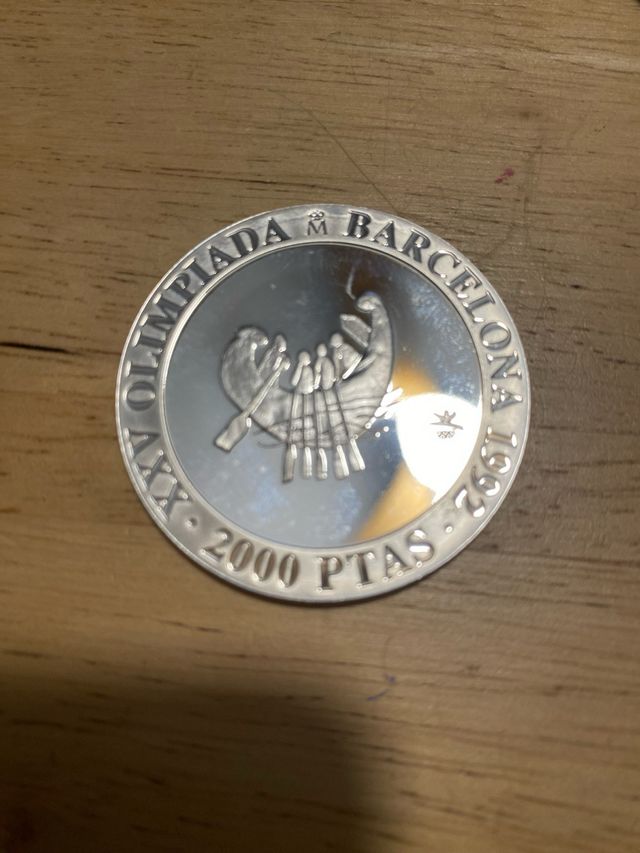 XXV OLIMPIADA M BARCELONA 1992
· 2000 PTAS ·